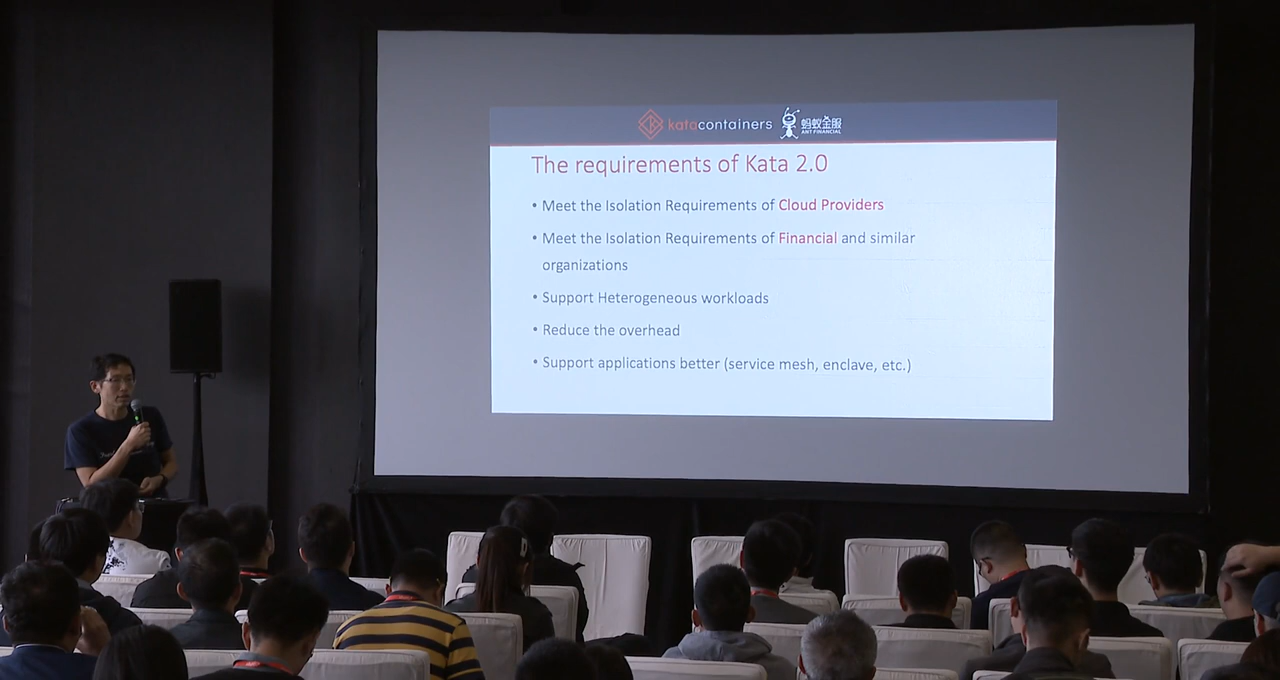 katacontainers 蚂蚁金服
ANT FINANCIAL
The requirements of Kata 2.0
• Meet the Isolation Requirements of Cloud Providers
• Meet the Isolation Requirements of Financial and similar
organizations
• Support Heterogeneous workloads
• Reduce the overhead
• Support applications better (service mesh, enclave, etc.)